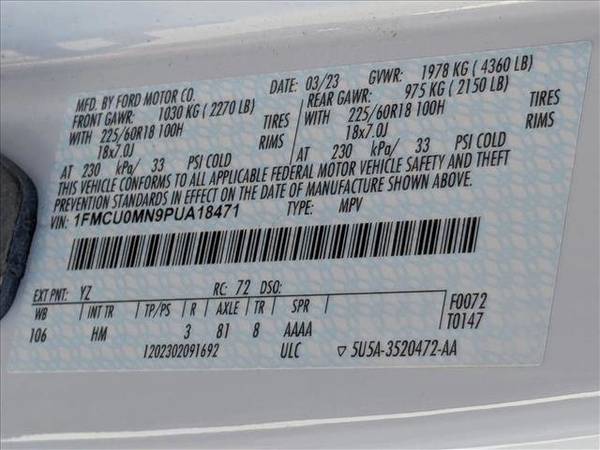 MFD. BY FORD MOTOR CO.
DATE: 03/23 GVWR: 1978 KG ( 4360 LB)
FRONT GAWR: 1030 KG ( 2270 LB)
REAR GAWR: 975 KG ( 2150 LB)
WITH 225/60R18 100H TIRES
WITH 225/60R18 100H TIRES
18x7.0J RIMS
18x7.0J RIMS
AT 230 kPa/ 33 PSI COLD
AT 230 kPa/ 33 PSI COLD
THIS VEHICLE CONFORMS TO ALL APPLICABLE FEDERAL MOTOR VEHICLE SAFETY AND THEFT
PREVENTION STANDARDS IN EFFECT ON THE DATE OF MANUFACTURE SHOWN ABOVE.
VIN: 1FMCU0MN9PUA18471 TYPE: MPV
EXT PNT: YZ RC: 72 DSO:
WB INT TR TP/PS R AXLE TR SPR F0072
106 HM 3 81 8 AAAA T0147
1202302091692 ULC ▽ 5U5A-3520472-AA